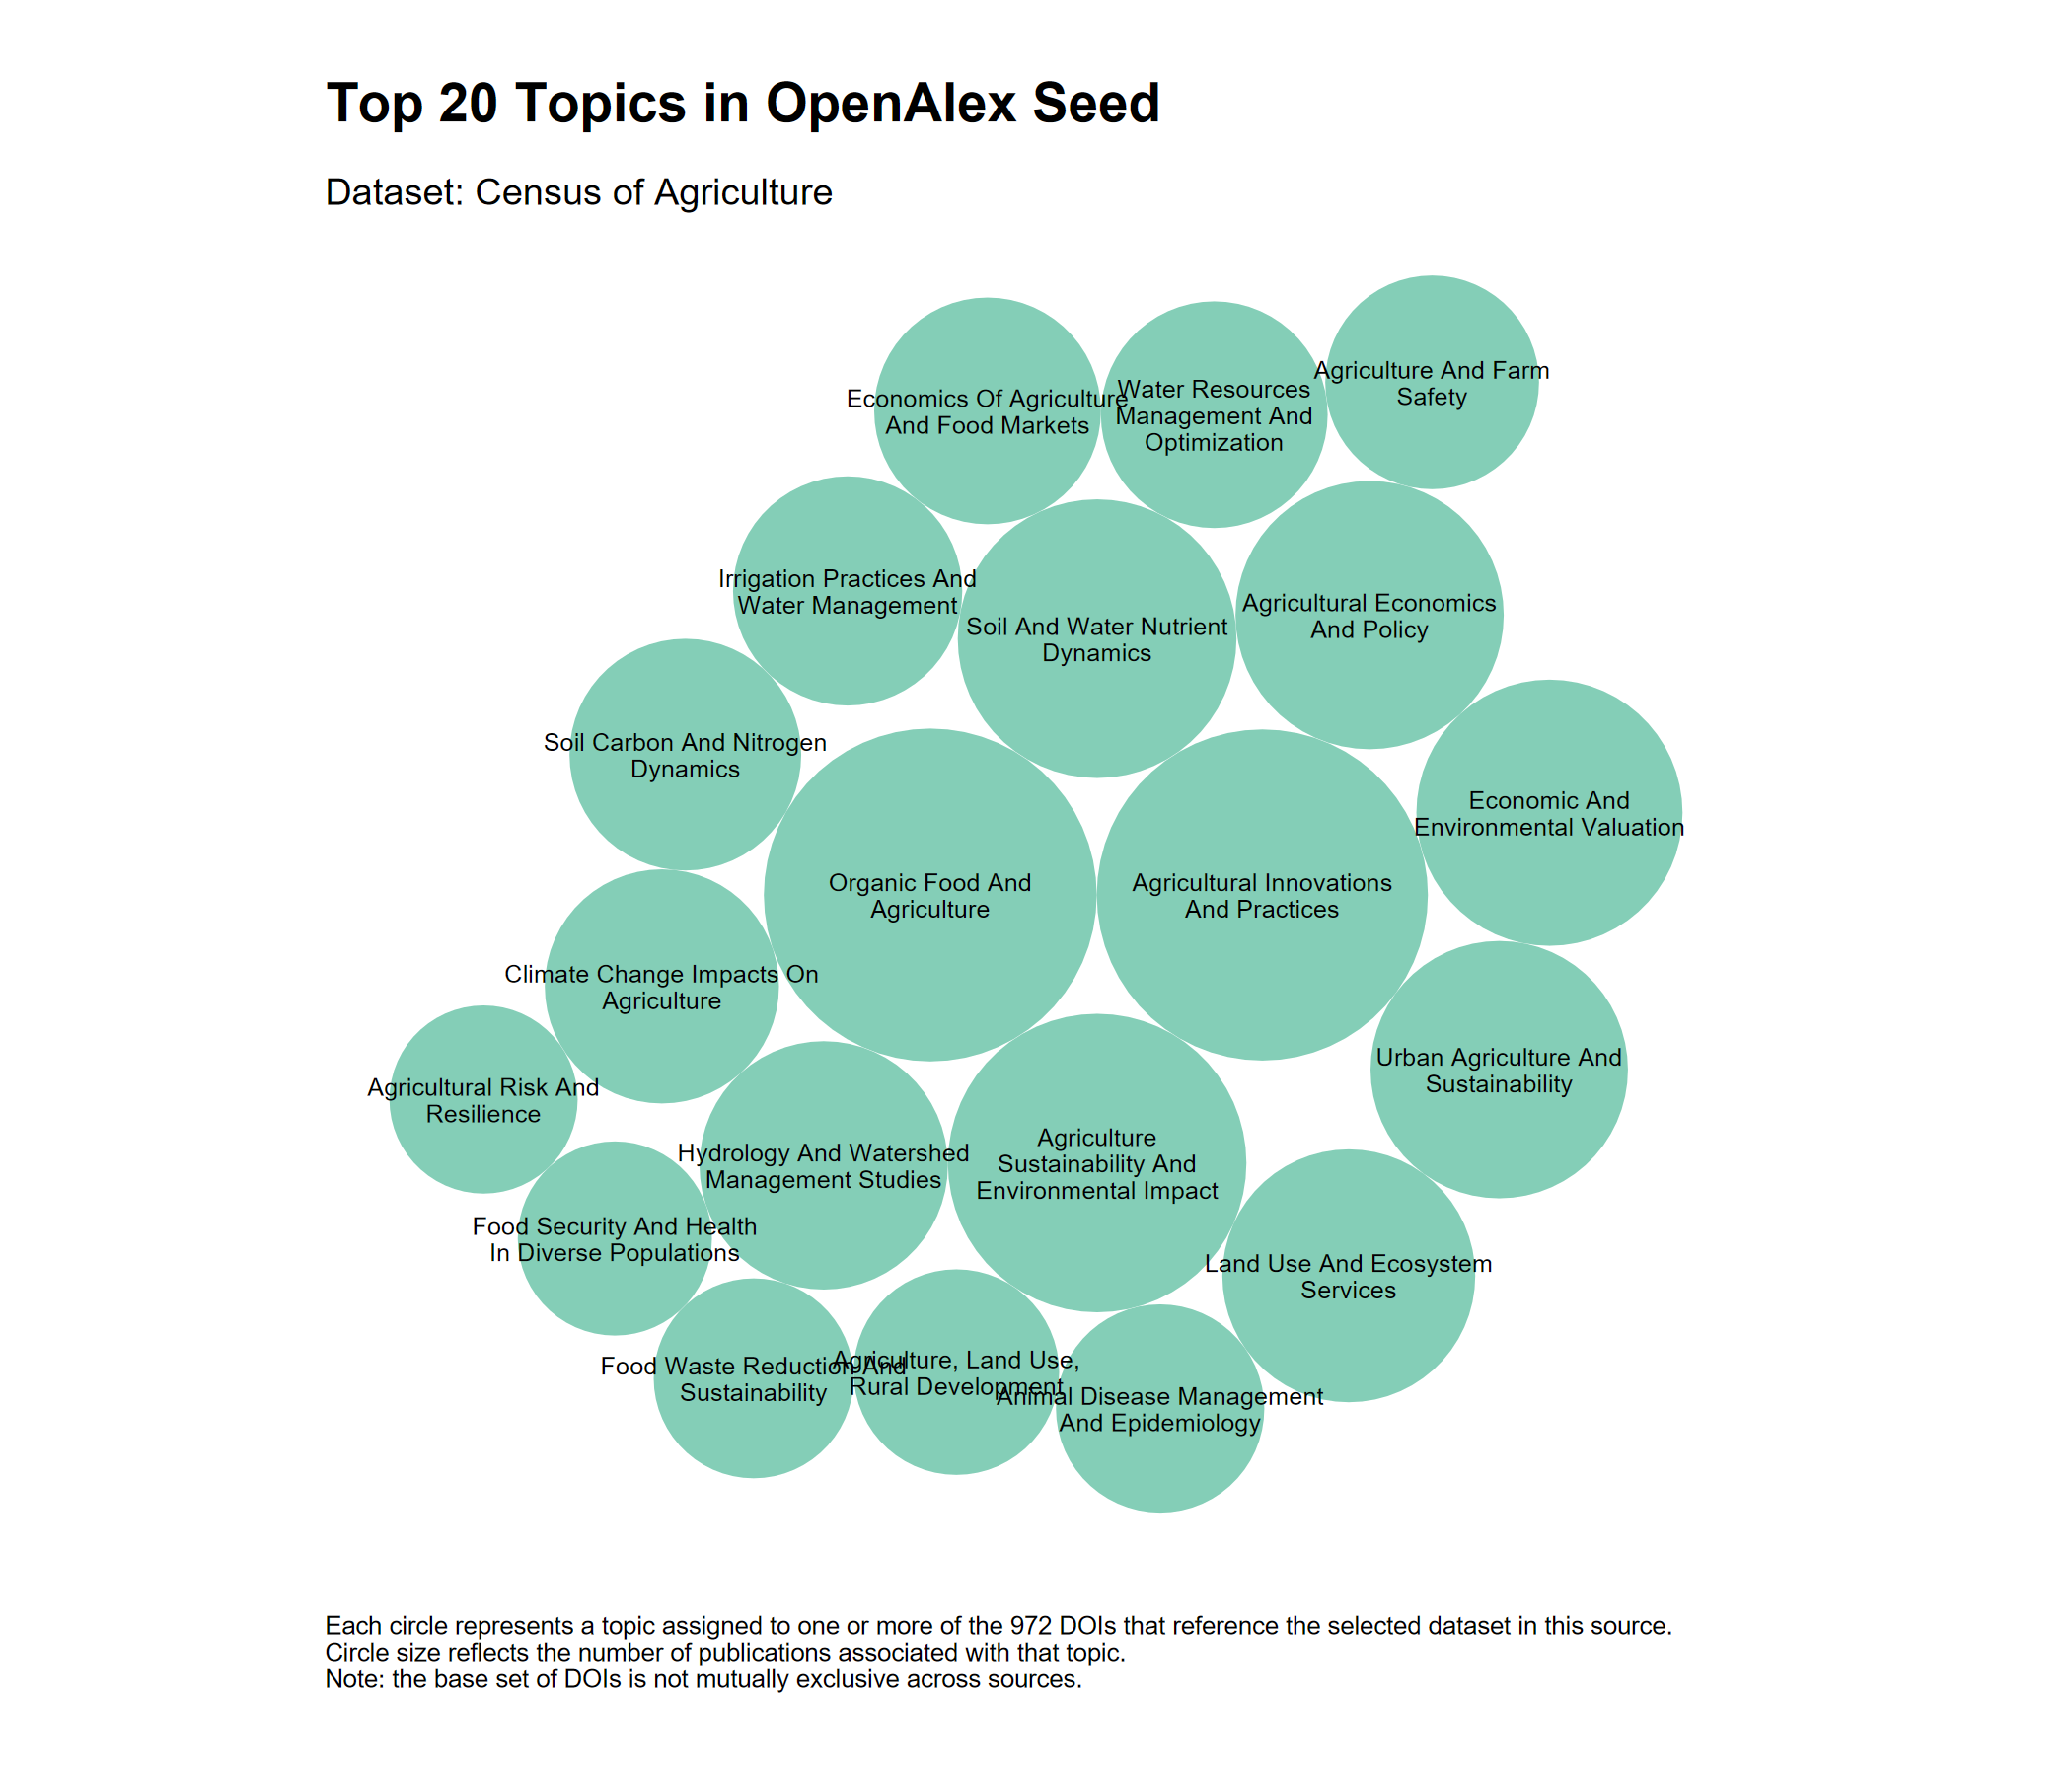 Top 20 Topics in OpenAlex Seed
Dataset: Census of Agriculture
Economics Of Agriculture
And Food Markets
Water Resources
Management And
Optimization
Agriculture And Farm
Safety
Irrigation Practices And
Water Management
Soil And Water Nutrient
Dynamics
Agricultural Economics
And Policy
Soil Carbon And Nitrogen
Dynamics
Economic And
Environmental Valuation
Organic Food And
Agriculture
Agricultural Innovations
And Practices
Climate Change Impacts On
Agriculture
Urban Agriculture And
Sustainability
Agricultural Risk And
Resilience
Hydrology And Watershed
Management Studies
Agriculture
Sustainability And
Environmental Impact
Food Security And Health
In Diverse Populations
Land Use And Ecosystem
Services
Food Waste Reduction And
Sustainability
Agriculture, Land Use,
Rural Development
Animal Disease Management
And Epidemiology
Each circle represents a topic assigned to one or more of the 972 DOIs that reference the selected dataset in this source.
Circle size reflects the number of publications associated with that topic.
Note: the base set of DOIs is not mutually exclusive across sources.